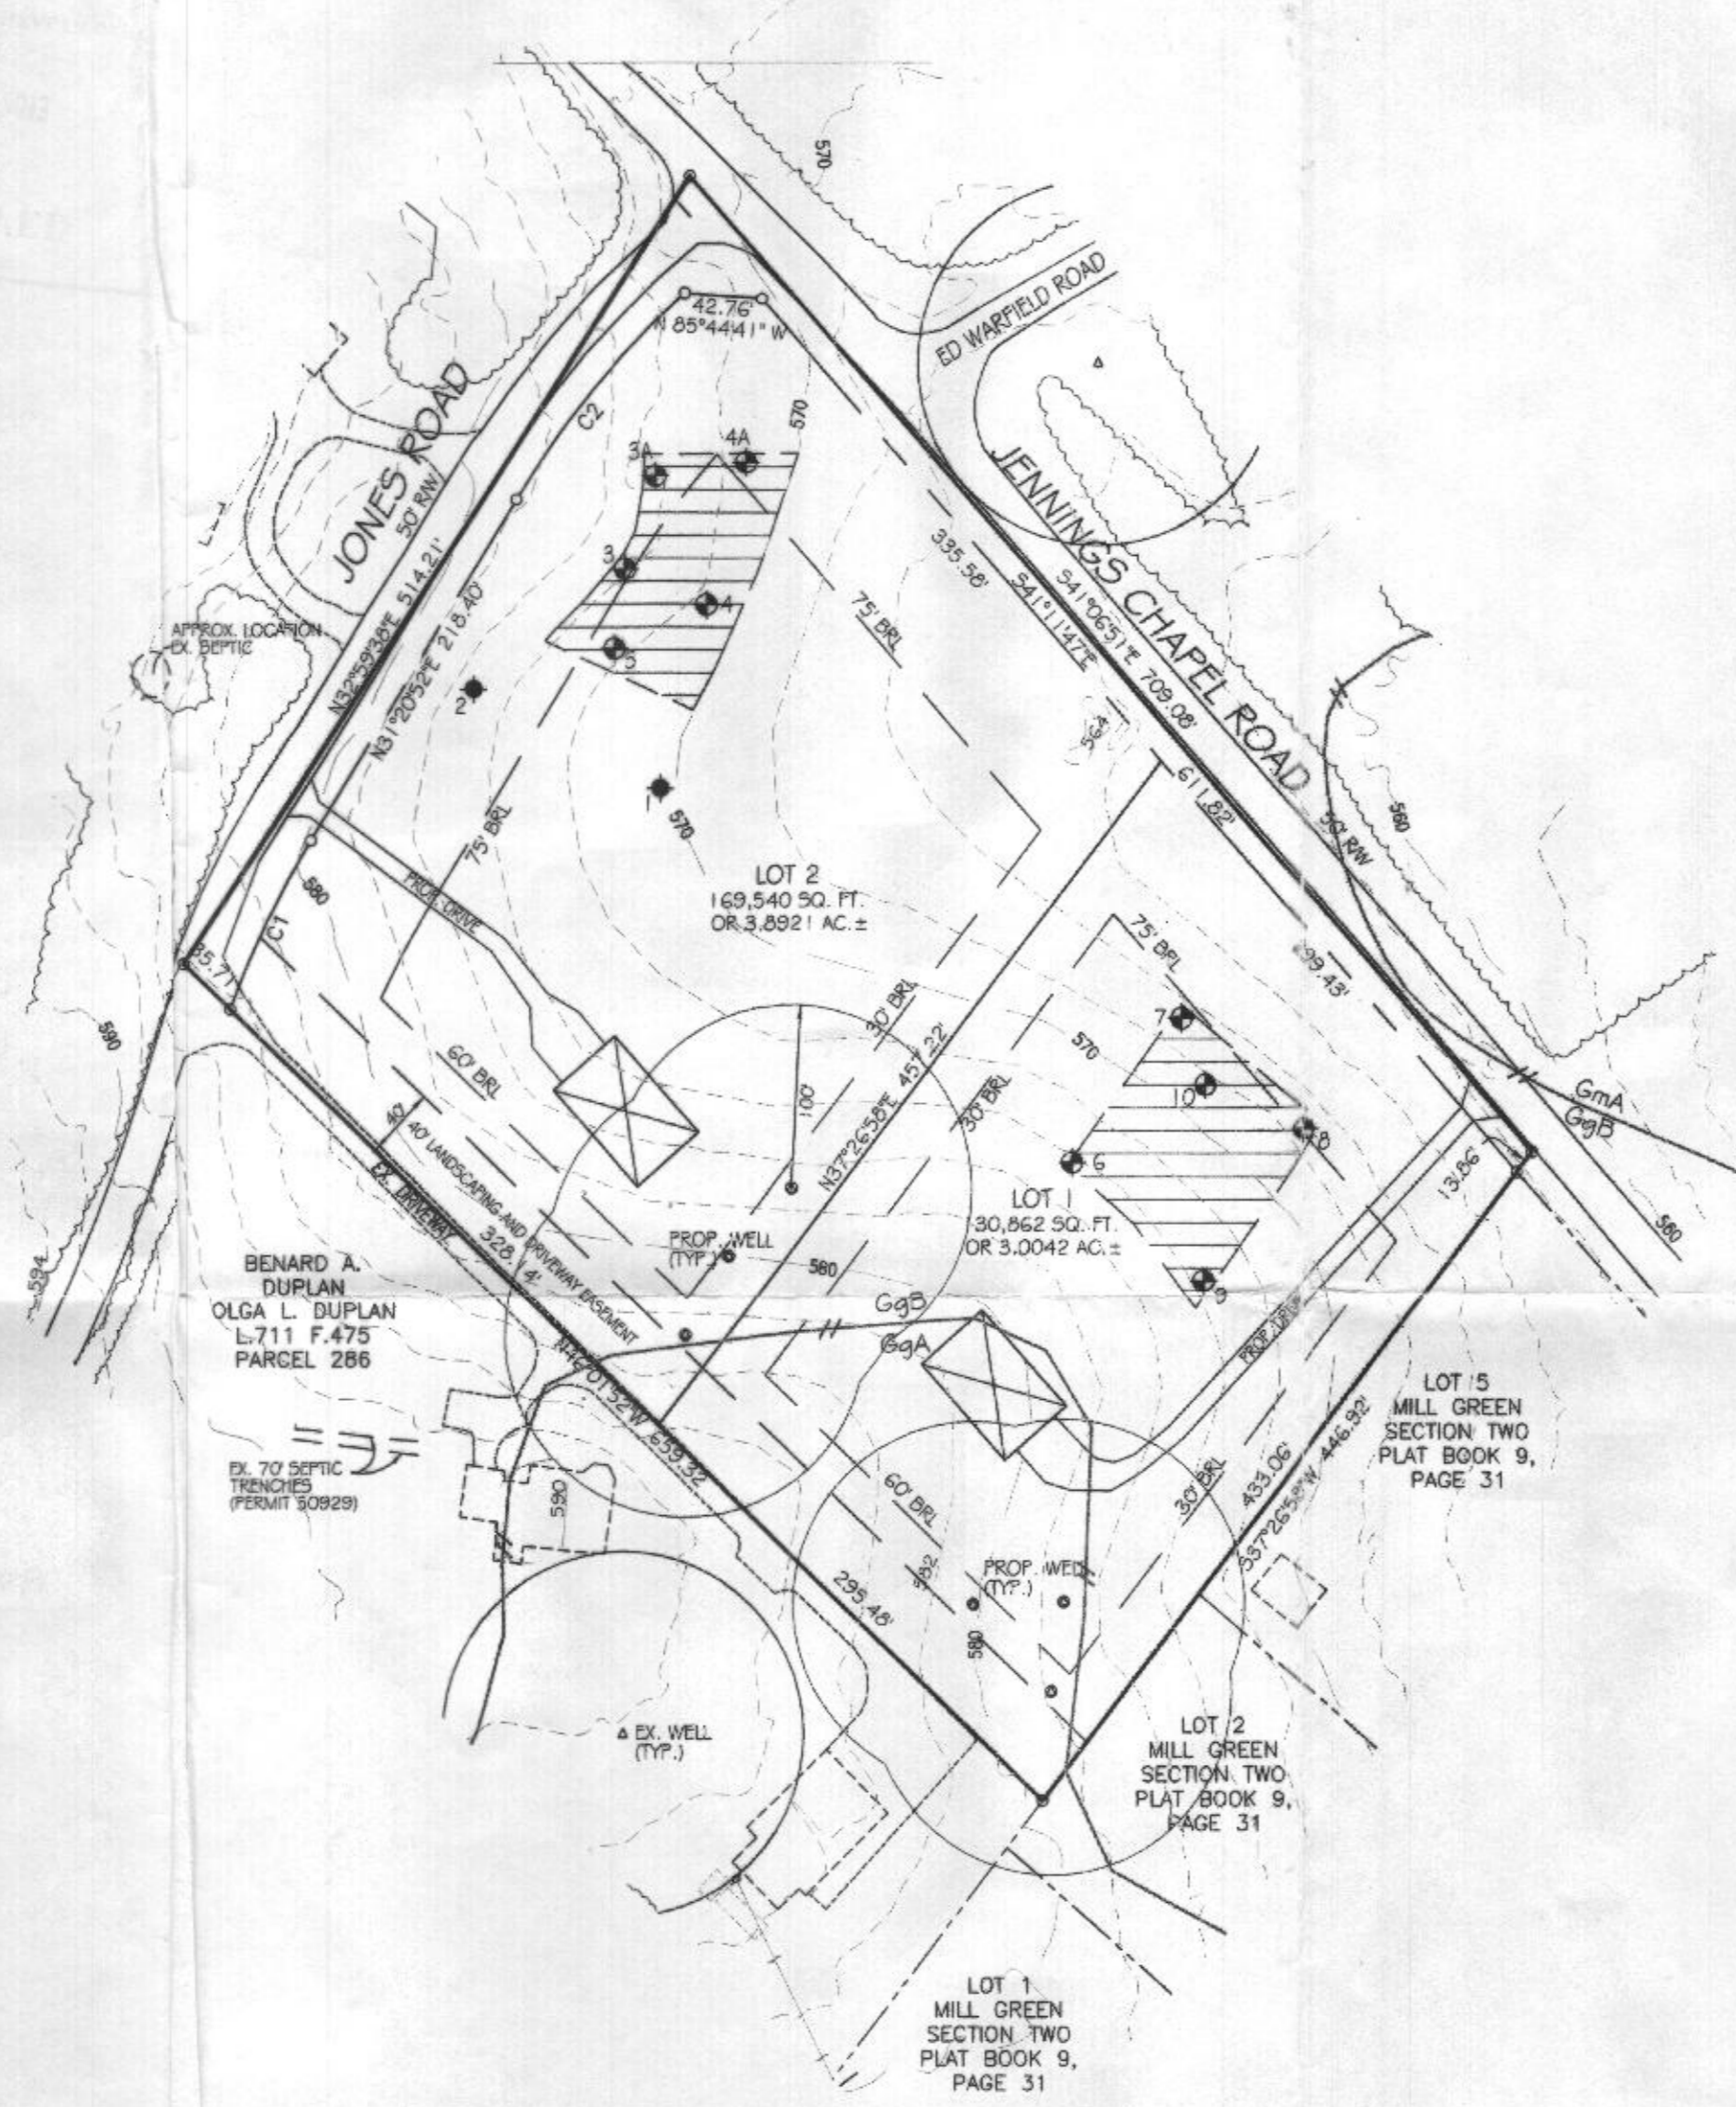 570
ED WARFIELD ROAD
42.76'
N 85°44'41" W
JONES ROAD
50' R/W
C2
570
3A
4A
JENNINGS CHAPEL ROAD
50' R/W
335.58'
S41°11'47"E
S41°06'51"E 709.08'
611.82'
299.43'
N32°59'38"E 514.21'
N31°20'52"E 218.40'
APPROX. LOCATION
EX. SEPTIC
3
4
5
2
1
570
75' BRL
564
560
75' BRL
580
C1
PROP. DRIVE
LOT 2
169,540 SQ. FT.
OR 3.8921 AC.±
35.71'
590
75' BRL
7
570
10
8
6
9
30' BRL
30' BRL
N37°26'58"E 457.22'
60' BRL
40'
40' LANDSCAPING AND DRIVEWAY EASEMENT
EX. DRIVEWAY
328.14'
100'
GmA
GgB
13.86'
LOT 1
130,862 SQ. FT.
OR 3.0042 AC.±
560
PROP. WELL
(TYP.)
580
594
BENARD A.
DUPLAN
OLGA L. DUPLAN
L.711 F.475
PARCEL 286
GgB
GgA
PROP. DRIVE
659.32'
EX. 70' SEPTIC
TRENCHES
(PERMIT 50929)
590
LOT 5
MILL GREEN
SECTION TWO
PLAT BOOK 9,
PAGE 31
60' BRL
30' BRL
433.06'
S37°26'58"W 446.92'
295.48'
582
PROP. WELL
(TYP.)
580
EX. WELL
(TYP.)
LOT 2
MILL GREEN
SECTION TWO
PLAT BOOK 9,
PAGE 31
LOT 1
MILL GREEN
SECTION TWO
PLAT BOOK 9,
PAGE 31